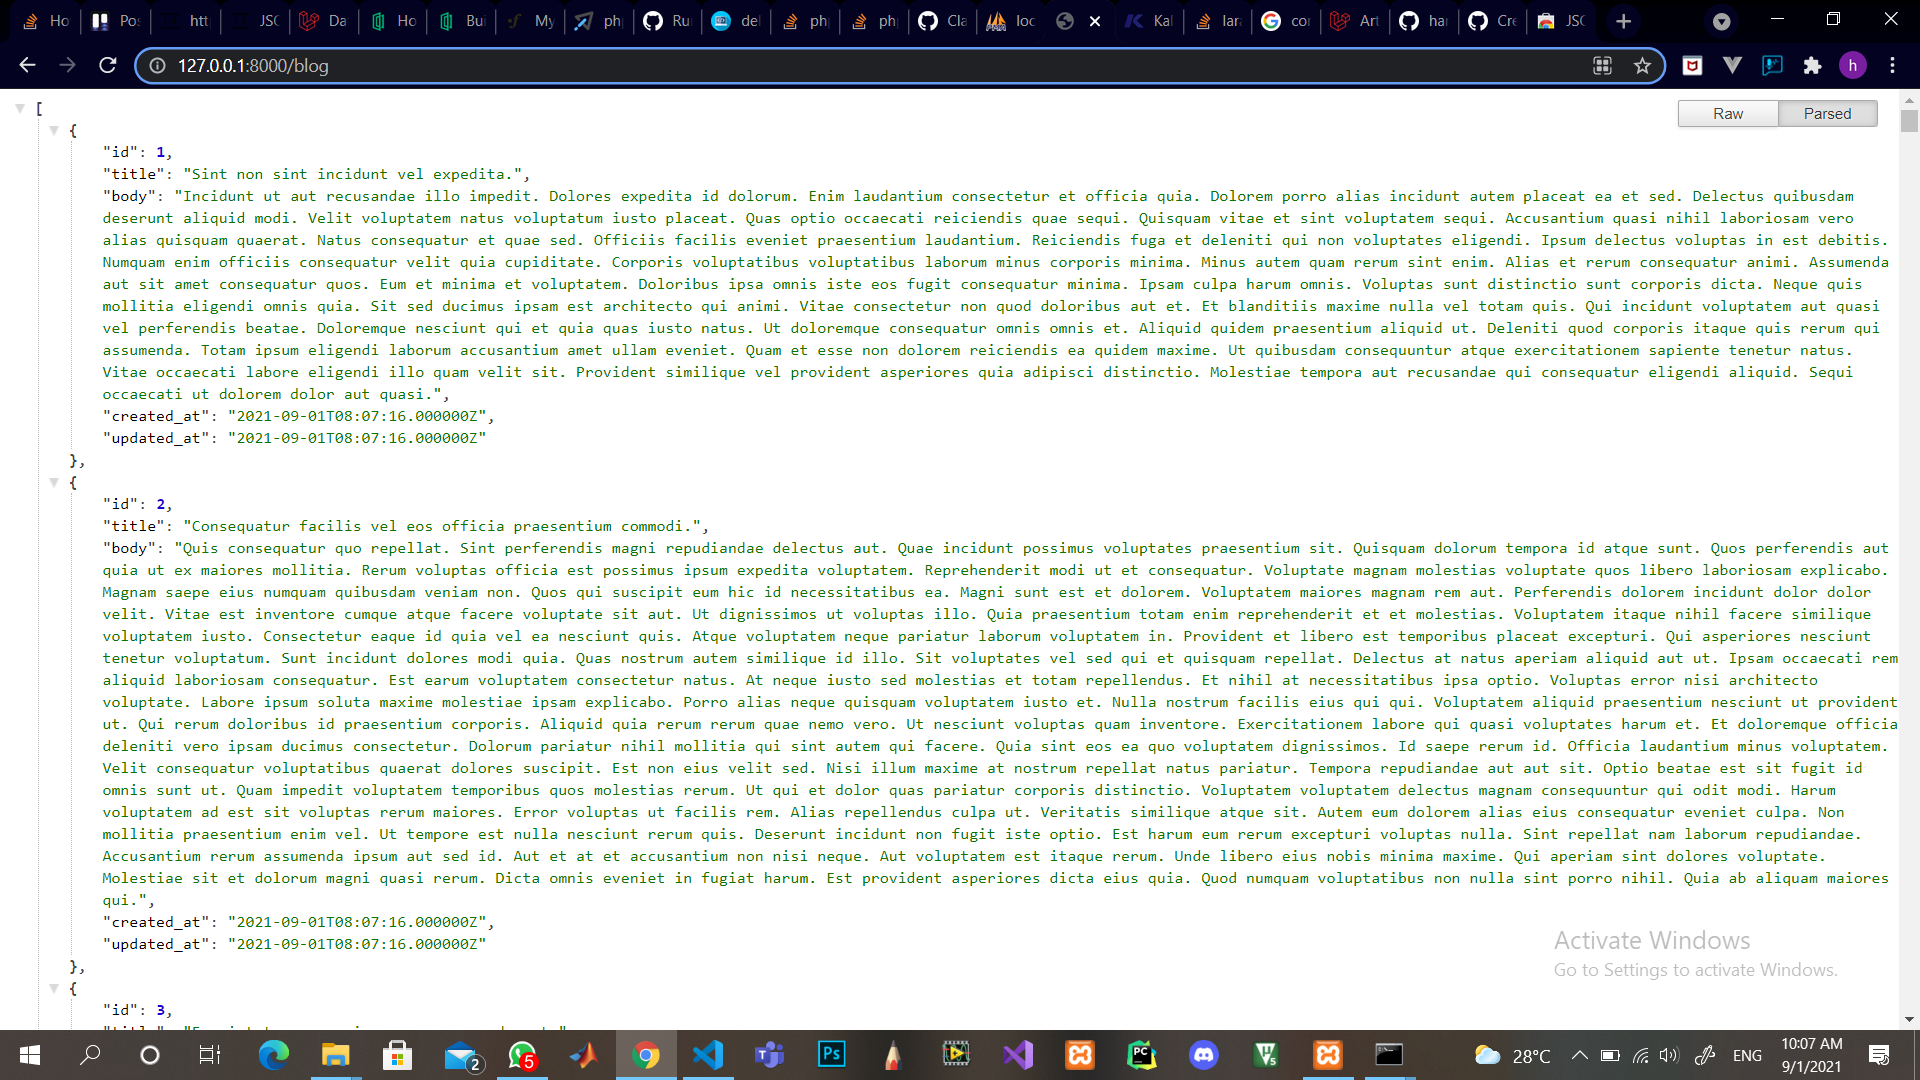 Ho Pos htt JSC Da Ho Bui My ph Ru de ph ph Cla loc Kal lar cor Art ha Cre JSC
127.0.0.1:8000/blog h
[
Raw Parsed
{
"id": 1,
"title": "Sint non sint incidunt vel expedita.",
"body": "Incidunt ut aut recusandae illo impedit. Dolores expedita id dolorum. Enim laudantium consectetur et officia quia. Dolorem porro alias incidunt autem placeat ea et sed. Delectus quibusdam
deserunt aliquid modi. Velit voluptatem natus voluptatum iusto placeat. Quas optio occaecati reiciendis quae sequi. Quisquam vitae et sint voluptatem sequi. Accusantium quasi nihil laboriosam vero
alias quisquam quaerat. Natus consequatur et quae sed. Officiis facilis eveniet praesentium laudantium. Reiciendis fuga et deleniti qui non voluptates eligendi. Ipsum delectus voluptas in est debitis.
Numquam enim officiis consequatur velit quia cupiditate. Corporis voluptatibus voluptatibus laborum minus corporis minima. Minus autem quam rerum sint enim. Alias et rerum consequatur animi. Assumenda
aut sit amet consequatur quos. Eum et minima et voluptatem. Doloribus ipsa omnis iste eos fugit consequatur minima. Ipsam culpa harum omnis. Voluptas sunt distinctio sunt corporis dicta. Neque quis
mollitia eligendi omnis quia. Sit sed ducimus ipsam est architecto qui animi. Vitae consectetur non quod doloribus aut et. Et blanditiis maxime nulla vel totam quis. Qui incidunt voluptatem aut quasi
vel perferendis beatae. Doloremque nesciunt qui et quia quas iusto natus. Ut doloremque consequatur omnis omnis et. Aliquid quidem praesentium aliquid ut. Deleniti quod corporis itaque quis rerum qui
assumenda. Totam ipsum eligendi laborum accusantium amet ullam eveniet. Quam et esse non dolorem reiciendis ea quidem maxime. Ut quibusdam consequuntur atque exercitationem sapiente tenetur natus.
Vitae occaecati labore eligendi illo quam velit sit. Provident similique vel provident asperiores quia adipisci distinctio. Molestiae tempora aut recusandae qui consequatur eligendi aliquid. Sequi
occaecati ut dolorem dolor aut quasi.",
"created_at": "2021-09-01T08:07:16.000000Z",
"updated_at": "2021-09-01T08:07:16.000000Z"
},
{
"id": 2,
"title": "Consequatur facilis vel eos officia praesentium commodi.",
"body": "Quis consequatur quo repellat. Sint perferendis magni repudiandae delectus aut. Quae incidunt possimus voluptates praesentium sit. Quisquam dolorum tempora id atque sunt. Quos perferendis aut
quia ut ex maiores mollitia. Rerum voluptas officia est possimus ipsum expedita voluptatem. Reprehenderit modi ut et consequatur. Voluptate magnam molestias voluptate quos libero laboriosam explicabo.
Magnam saepe eius numquam quibusdam veniam non. Quos qui suscipit eum hic id necessitatibus ea. Magni sunt est et dolorem. Voluptatem maiores magnam rem aut. Perferendis dolorem incidunt dolor dolor
velit. Vitae est inventore cumque atque facere voluptate sit aut. Ut dignissimos ut voluptas illo. Quia praesentium totam enim reprehenderit et et molestias. Voluptatem itaque nihil facere similique
voluptatem iusto. Consectetur eaque id quia vel ea nesciunt quis. Atque voluptatem neque pariatur laborum voluptatem in. Provident et libero est temporibus placeat excepturi. Qui asperiores nesciunt
tenetur voluptatum. Sunt incidunt dolores modi quia. Quas nostrum autem similique id illo. Sit voluptates vel sed qui et quisquam repellat. Delectus at natus aperiam aliquid aut ut. Ipsam occaecati rem
aliquid laboriosam consequatur. Est earum voluptatem consectetur natus. At neque iusto sed molestias et totam repellendus. Et nihil at necessitatibus ipsa optio. Voluptas error nisi architecto
voluptate. Labore ipsum soluta maxime molestiae ipsam explicabo. Porro alias neque quisquam voluptatem iusto et. Nulla nostrum facilis eius qui qui. Voluptatem aliquid praesentium nesciunt ut provident
ut. Qui rerum doloribus id praesentium corporis. Aliquid quia rerum rerum quae nemo vero. Ut nesciunt voluptas quam inventore. Exercitationem labore qui quasi voluptates harum et. Et doloremque officia
deleniti vero ipsam ducimus consectetur. Dolorum pariatur nihil mollitia qui sint autem qui facere. Quia sint eos ea quo voluptatem dignissimos. Id saepe rerum id. Officia laudantium minus voluptatem.
Velit consequatur voluptatibus quaerat dolores suscipit. Est non eius velit sed. Nisi illum maxime at nostrum repellat natus pariatur. Tempora repudiandae aut aut sit. Optio beatae est sit fugit id
omnis sunt ut. Quam impedit voluptatem temporibus quos molestias rerum. Ut qui et dolor quas pariatur corporis distinctio. Voluptatem voluptatem delectus magnam consequuntur qui odit modi. Harum
voluptatem ad est sit voluptas rerum maiores. Error voluptas ut facilis rem. Alias repellendus culpa ut. Veritatis similique atque sit. Autem eum dolorem alias eius consequatur eveniet culpa. Non
mollitia praesentium enim vel. Ut tempore est nulla nesciunt rerum quis. Deserunt incidunt non fugit iste optio. Est harum eum rerum excepturi voluptas nulla. Sint repellat nam laborum repudiandae.
Accusantium rerum assumenda ipsum aut sed id. Aut et at et accusantium non nisi neque. Aut voluptatem est itaque rerum. Unde libero eius nobis minima maxime. Qui aperiam sint dolores voluptate.
Molestiae sit et dolorum magni quasi rerum. Dicta omnis eveniet in fugiat harum. Est provident asperiores dicta eius quia. Quod numquam voluptatibus non nulla sint porro nihil. Quia ab aliquam maiores
qui.",
"created_at": "2021-09-01T08:07:16.000000Z",
"updated_at": "2021-09-01T08:07:16.000000Z"
},
{
"id": 3,
Activate Windows
Go to Settings to activate Windows.
2 5 Ps PC 28°C ENG 10:07 AM
9/1/2021